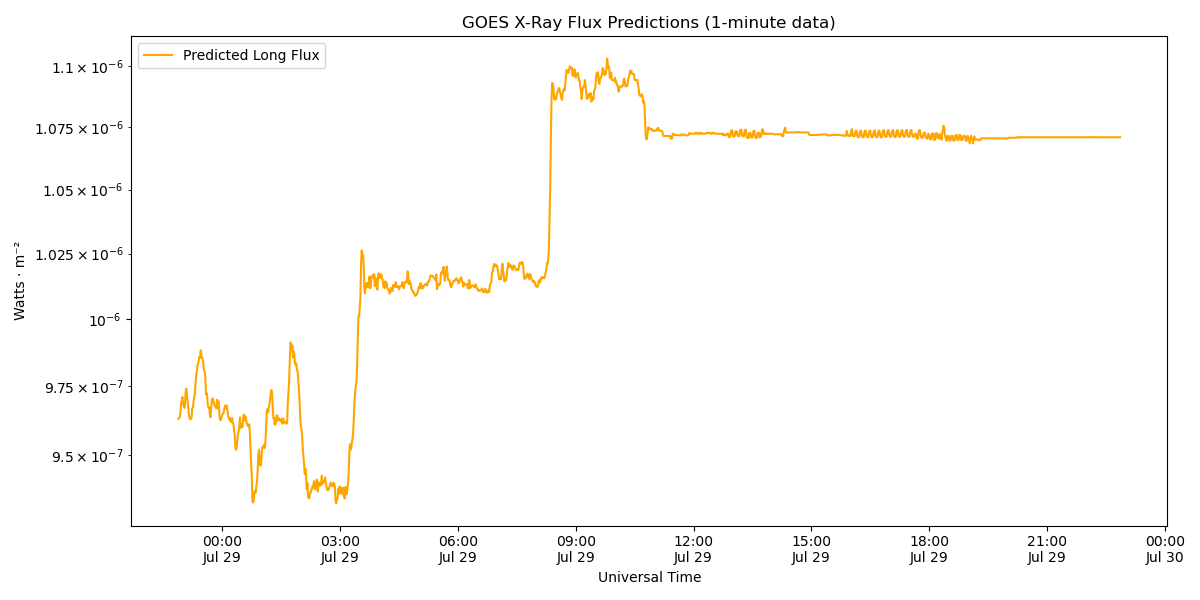 GOES X-Ray Flux Predictions (1-minute data)
Predicted Long Flux
1.1 × 10⁻⁶
1.075 × 10⁻⁶
1.05 × 10⁻⁶
1.025 × 10⁻⁶
10⁻⁶
9.75 × 10⁻⁷
9.5 × 10⁻⁷
Watts · m⁻²
00:00 03:00 06:00 09:00 12:00 15:00 18:00 21:00 00:00
Jul 29 Jul 29 Jul 29 Jul 29 Jul 29 Jul 29 Jul 29 Jul 29 Jul 30
Universal Time